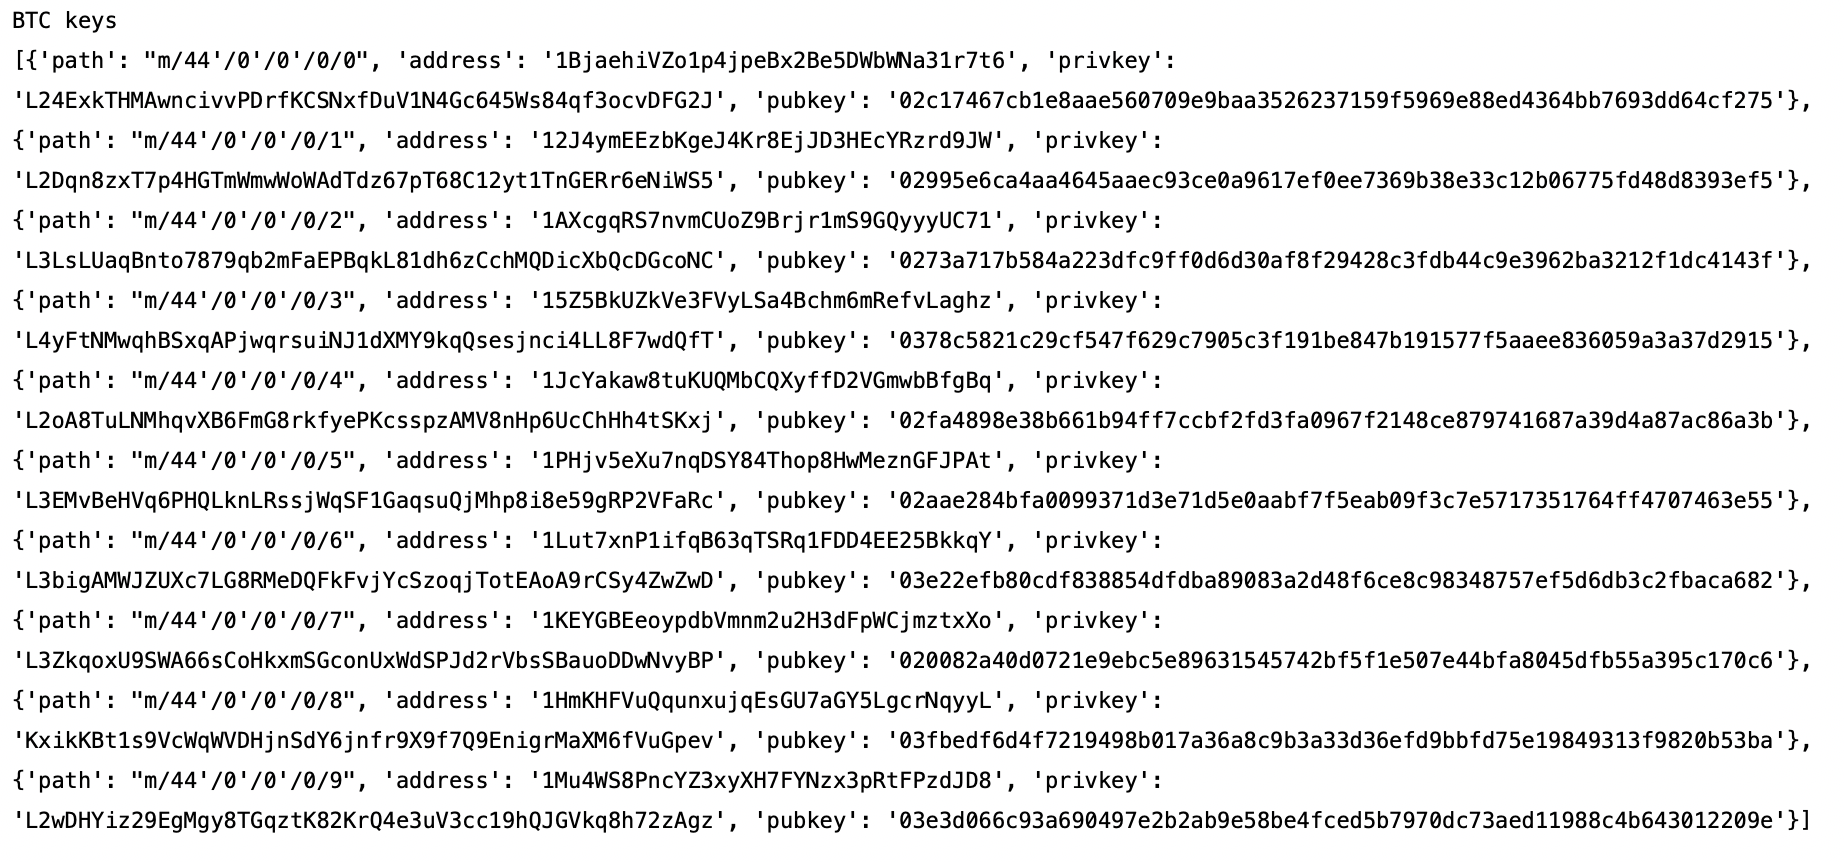 BTC keys
[{'path': "m/44'/0'/0'/0/0", 'address': '1BjaehiVZo1p4jpeBx2Be5DWbWNa31r7t6', 'privkey':
'L24ExkTHMAwncivvPDrfKCSNxfDuV1N4Gc645Ws84qf3ocvDFG2J', 'pubkey': '02c17467cb1e8aae560709e9baa3526237159f5969e88ed4364bb7693dd64cf275'},
{'path': "m/44'/0'/0'/0/1", 'address': '12J4ymEEzbKgeJ4Kr8EjJD3HEcYRzrd9JW', 'privkey':
'L2Dqn8zxT7p4HGTmWmwWoWAdTdz67pT68C12yt1TnGERr6eNiWS5', 'pubkey': '02995e6ca4aa4645aaec93ce0a9617ef0ee7369b38e33c12b06775fd48d8393ef5'},
{'path': "m/44'/0'/0'/0/2", 'address': '1AXcgqRS7nvmCUoZ9Brjr1mS9GQyyyUC71', 'privkey':
'L3LsLUaqBnto7879qb2mFaEPBqkL81dh6zCchMQDicXbQcDGcoNC', 'pubkey': '0273a717b584a223dfc9ff0d6d30af8f29428c3fdb44c9e3962ba3212f1dc4143f'},
{'path': "m/44'/0'/0'/0/3", 'address': '15Z5BkUZkVe3FVyLSa4Bchm6mRefvLaghz', 'privkey':
'L4yFtNMwqhBSxqAPjwqrsuiNJ1dXMY9kqQsesjnci4LL8F7wdQfT', 'pubkey': '0378c5821c29cf547f629c7905c3f191be847b191577f5aaee836059a3a37d2915'},
{'path': "m/44'/0'/0'/0/4", 'address': '1JcYakaw8tuKUQMbCQXyffD2VGmwbBfgBq', 'privkey':
'L2oA8TuLNMhqvXB6FmG8rkfyePKcsspzAMV8nHp6UcChHh4tSKxj', 'pubkey': '02fa4898e38b661b94ff7ccbf2fd3fa0967f2148ce879741687a39d4a87ac86a3b'},
{'path': "m/44'/0'/0'/0/5", 'address': '1PHjv5eXu7nqDSY84Thop8HwMeznGFJPAt', 'privkey':
'L3EMvBeHVq6PHQLknLRssjWqSF1GaqsuQjMhp8i8e59gRP2VFaRc', 'pubkey': '02aae284bfa0099371d3e71d5e0aabf7f5eab09f3c7e5717351764ff4707463e55'},
{'path': "m/44'/0'/0'/0/6", 'address': '1Lut7xnP1ifqB63qTSRq1FDD4EE25BkkqY', 'privkey':
'L3bigAMWJZUXc7LG8RMeDQFkFvjYcSzoqjTotEAoA9rCSy4ZwZwD', 'pubkey': '03e22efb80cdf838854dfdba89083a2d48f6ce8c98348757ef5d6db3c2fbaca682'},
{'path': "m/44'/0'/0'/0/7", 'address': '1KEYGBEeoypdbVmnm2u2H3dFpWCjmztxXo', 'privkey':
'L3ZkqoxU9SWA66sCoHkxmSGconUxWdSPJd2rVbsSBauoDDwNvyBP', 'pubkey': '020082a40d0721e9ebc5e89631545742bf5f1e507e44bfa8045dfb55a395c170c6'},
{'path': "m/44'/0'/0'/0/8", 'address': '1HmKHFVuQqunxujqEsGU7aGY5LgcrNqyyL', 'privkey':
'KxikKBt1s9VcWqWVDHjnSdY6jnfr9X9f7Q9EnigrMaXM6fVuGpev', 'pubkey': '03fbedf6d4f7219498b017a36a8c9b3a33d36efd9bbfd75e19849313f9820b53ba'},
{'path': "m/44'/0'/0'/0/9", 'address': '1Mu4WS8PncYZ3xyXH7FYNzx3pRtFPzdJD8', 'privkey':
'L2wDHYiz29EgMgy8TGqztK82KrQ4e3uV3cc19hQJGVkq8h72zAgz', 'pubkey': '03e3d066c93a690497e2b2ab9e58be4fced5b7970dc73aed11988c4b643012209e'}]